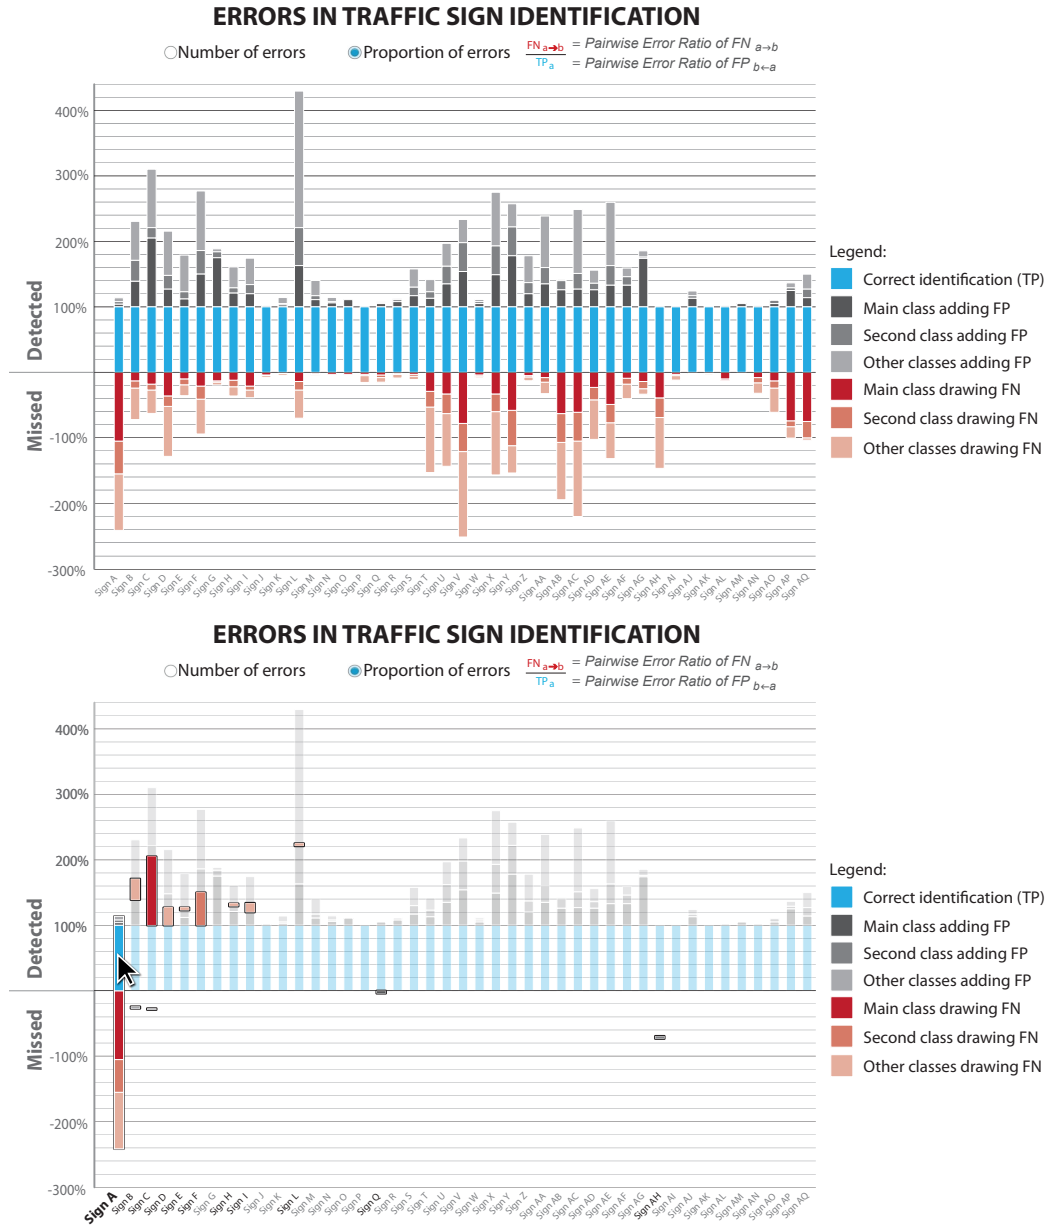 ERRORS IN TRAFFIC SIGN IDENTIFICATION
Number of errors
Proportion of errors
FN a→b = Pairwise Error Ratio of FN a→b
TP a = Pairwise Error Ratio of FP b←a
400%
300%
200%
100%
-100%
-200%
-300%
Detected
Missed
Sign A Sign B Sign C Sign D Sign E Sign F Sign G Sign H Sign I Sign J Sign K Sign L Sign M Sign N Sign O Sign P Sign Q Sign R Sign S Sign T Sign U Sign V Sign W Sign X Sign Y Sign Z Sign AA Sign AB Sign AC Sign AD Sign AE Sign AF Sign AG Sign AH Sign AI Sign AJ Sign AK Sign AL Sign AM Sign AN Sign AO Sign AP Sign AQ
Legend:
Correct identification (TP)
Main class adding FP
Second class adding FP
Other classes adding FP
Main class drawing FN
Second class drawing FN
Other classes drawing FN
ERRORS IN TRAFFIC SIGN IDENTIFICATION
Number of errors
Proportion of errors
FN a→b = Pairwise Error Ratio of FN a→b
TP a = Pairwise Error Ratio of FP b←a
400%
300%
200%
100%
-100%
-200%
-300%
Detected
Missed
Sign A Sign B Sign C Sign D Sign E Sign F Sign G Sign H Sign I Sign J Sign K Sign L Sign M Sign N Sign O Sign P Sign Q Sign R Sign S Sign T Sign U Sign V Sign W Sign X Sign Y Sign Z Sign AA Sign AB Sign AC Sign AD Sign AE Sign AF Sign AG Sign AH Sign AI Sign AJ Sign AK Sign AL Sign AM Sign AN Sign AO Sign AP Sign AQ
Legend:
Correct identification (TP)
Main class adding FP
Second class adding FP
Other classes adding FP
Main class drawing FN
Second class drawing FN
Other classes drawing FN